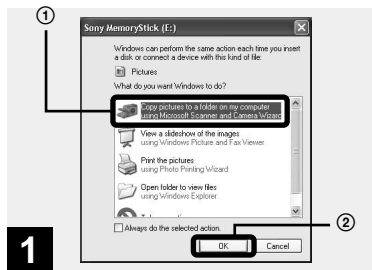 ①
Sony MemoryStick (E:)
Windows can perform the same action each time you insert
a disk or connect a device with this kind of file:
Pictures
What do you want Windows to do?
Copy pictures to a folder on my computer
using Microsoft Scanner and Camera Wizard
View a slideshow of the images
using Windows Picture and Fax Viewer
Print the pictures
using Photo Printing Wizard
Open folder to view files
using Windows Explorer
Always do the selected action.
②
OK
Cancel
1